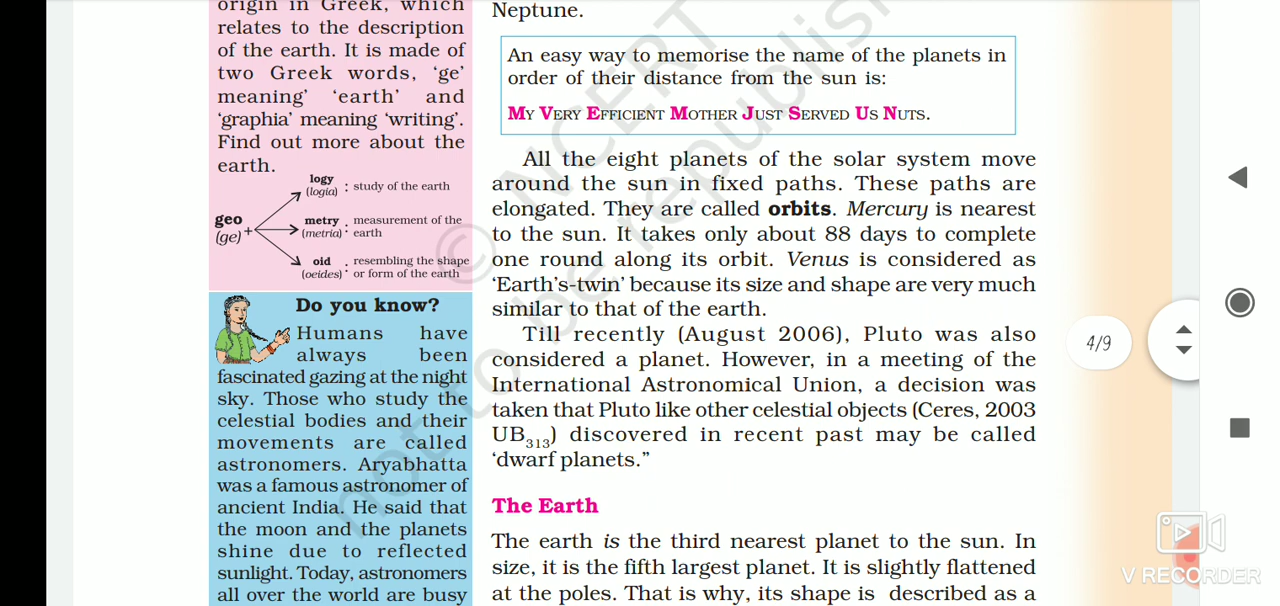 origin in Greek, which
relates to the description
of the earth. It is made of
two Greek words, ‘ge’
meaning’ ‘earth’ and
‘graphia’ meaning ‘writing’.
Find out more about the
earth.
geo
(ge) +
logy
(logia) : study of the earth
metry
(metria) : measurement of the
earth
oid
(oeides) : resembling the shape
or form of the earth
Do you know?
Humans have
always been
fascinated gazing at the night
sky. Those who study the
celestial bodies and their
movements are called
astronomers. Aryabhatta
was a famous astronomer of
ancient India. He said that
the moon and the planets
shine due to reflected
sunlight. Today, astronomers
all over the world are busy
Neptune.
An easy way to memorise the name of the planets in
order of their distance from the sun is:
MY VERY EFFICIENT MOTHER JUST SERVED US NUTS.
All the eight planets of the solar system move
around the sun in fixed paths. These paths are
elongated. They are called orbits. Mercury is nearest
to the sun. It takes only about 88 days to complete
one round along its orbit. Venus is considered as
‘Earth’s-twin’ because its size and shape are very much
similar to that of the earth.
Till recently (August 2006), Pluto was also
considered a planet. However, in a meeting of the
International Astronomical Union, a decision was
taken that Pluto like other celestial objects (Ceres, 2003
UB313) discovered in recent past may be called
‘dwarf planets.”
The Earth
The earth is the third nearest planet to the sun. In
size, it is the fifth largest planet. It is slightly flattened
at the poles. That is why, its shape is described as a
© NCERT
not to be republish
4/9
V RECORDER